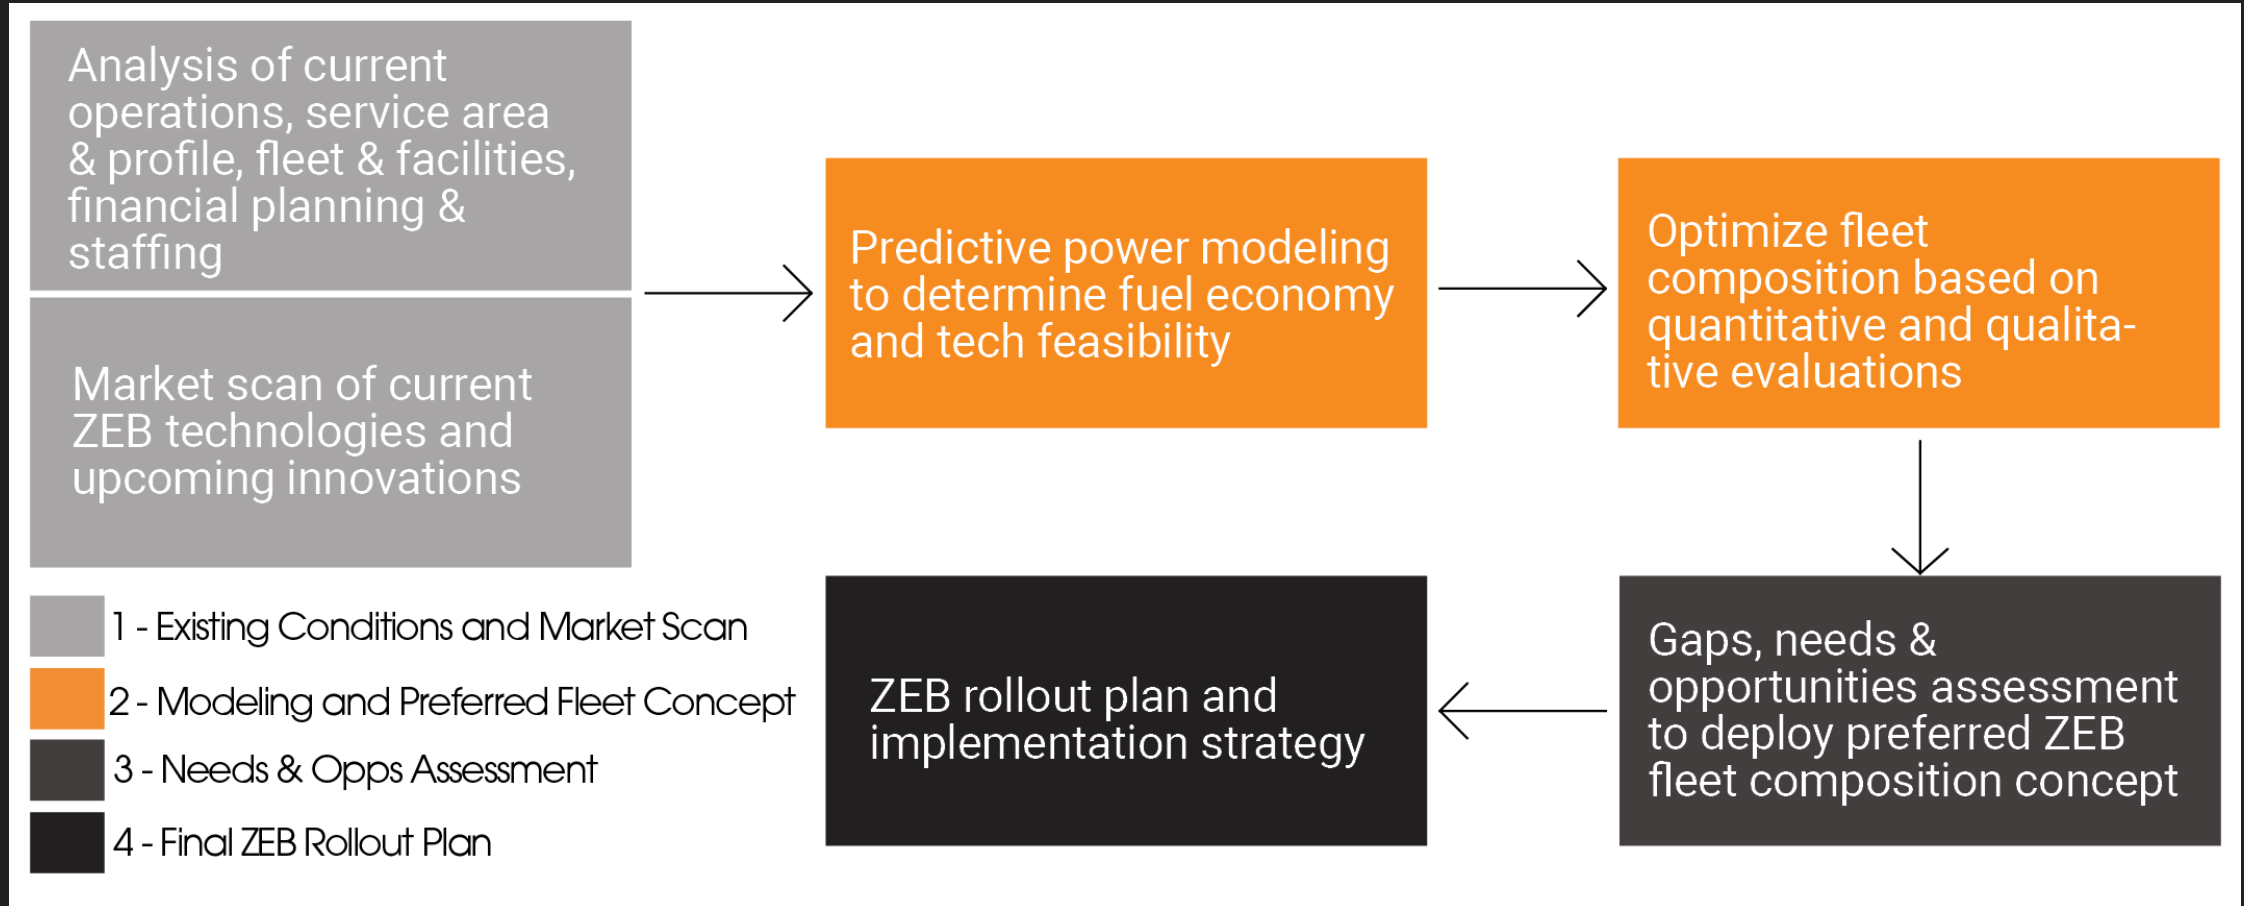 Analysis of current
operations, service area
& profile, fleet & facilities,
financial planning &
staffing
Market scan of current
ZEB technologies and
upcoming innovations
Predictive power modeling
to determine fuel economy
and tech feasibility
Optimize fleet
composition based on
quantitative and qualita-
tive evaluations
Gaps, needs &
opportunities assessment
to deploy preferred ZEB
fleet composition concept
ZEB rollout plan and
implementation strategy
1 - Existing Conditions and Market Scan
2 - Modeling and Preferred Fleet Concept
3 - Needs & Opps Assessment
4 - Final ZEB Rollout Plan